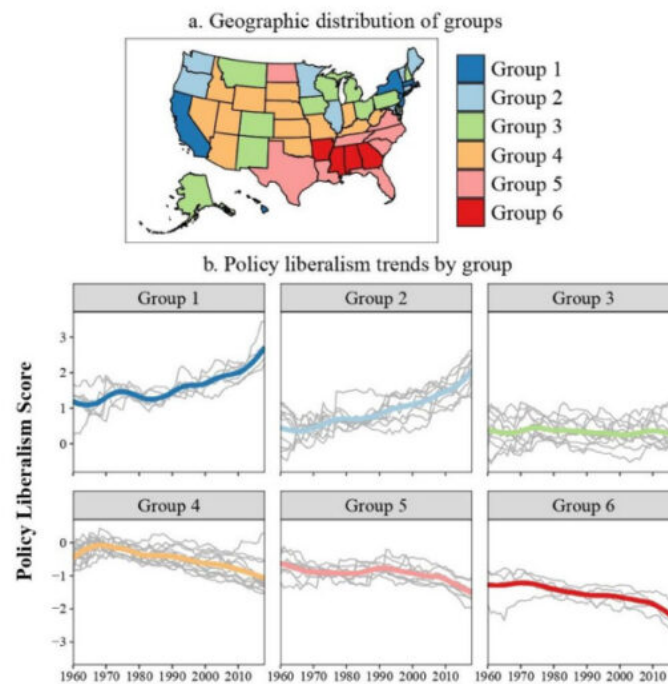 a. Geographic distribution of groups
Group 1
Group 2
Group 3
Group 4
Group 5
Group 6
b. Policy liberalism trends by group
Policy Liberalism Score
Group 1
Group 2
Group 3
3
2
1
0
Group 4
Group 5
Group 6
0
−1
−2
−3
1960 1970 1980 1990 2000 2010
1960 1970 1980 1990 2000 2010
1960 1970 1980 1990 2000 2010